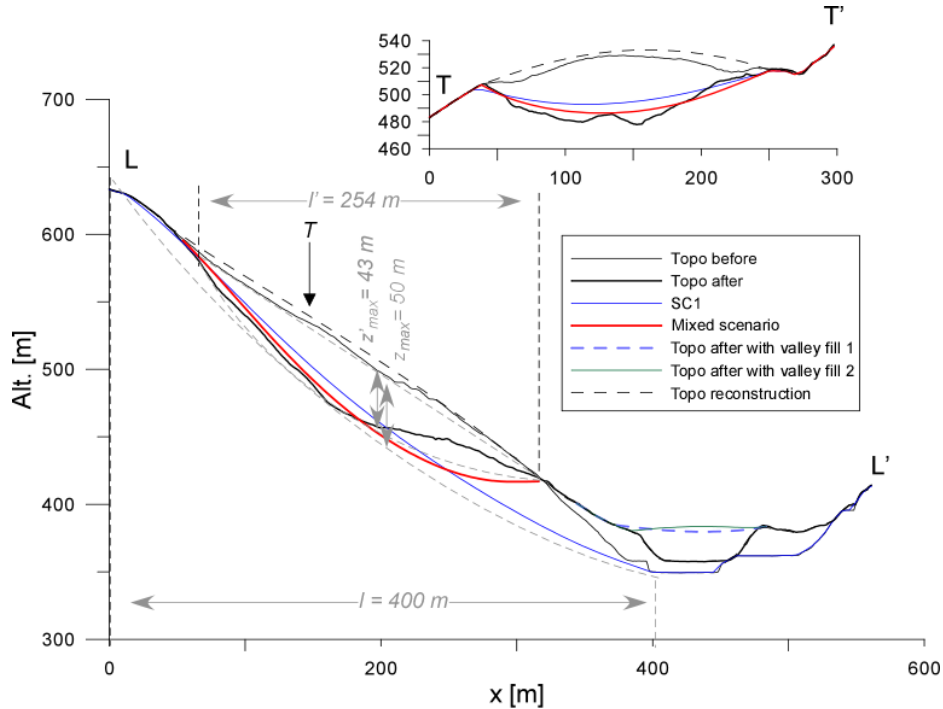 T'
540
520
500
480
460
T
0
100
200
300
700
600
500
400
300
Alt. [m]
L
l' = 254 m
T
z'max = 43 m
zmax = 50 m
Topo before
Topo after
SC1
Mixed scenario
Topo after with valley fill 1
Topo after with valley fill 2
Topo reconstruction
L'
l = 400 m
0
200
400
600
x [m]